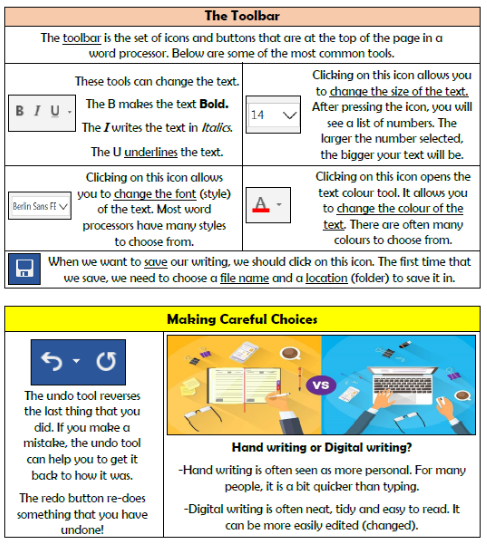 The Toolbar
The toolbar is the set of icons and buttons that are at the top of the page in a
word processor. Below are some of the most common tools.
B I U
These tools can change the text.
The B makes the text Bold.
The I writes the text in Italics.
The U underlines the text.
14
Clicking on this icon allows you
to change the size of the text.
After pressing the icon, you will
see a list of numbers. The
larger the number selected,
the bigger your text will be.
Berlin Sans FE
Clicking on this icon allows
you to change the font (style)
of the text. Most word
processors have many styles
to choose from.
A
Clicking on this icon opens the
text colour tool. It allows you
to change the colour of the
text. There are often many
colours to choose from.
When we want to save our writing, we should click on this icon. The first time that
we save, we need to choose a file name and a location (folder) to save it in.
Making Careful Choices
The undo tool reverses
the last thing that you
did. If you make a
mistake, the undo tool
can help you to get it
back to how it was.
The redo button re-does
something that you have
undone!
VS
Hand writing or Digital writing?
-Hand writing is often seen as more personal. For many
people, it is a bit quicker than typing.
-Digital writing is often neat, tidy and easy to read. It
can be more easily edited (changed).